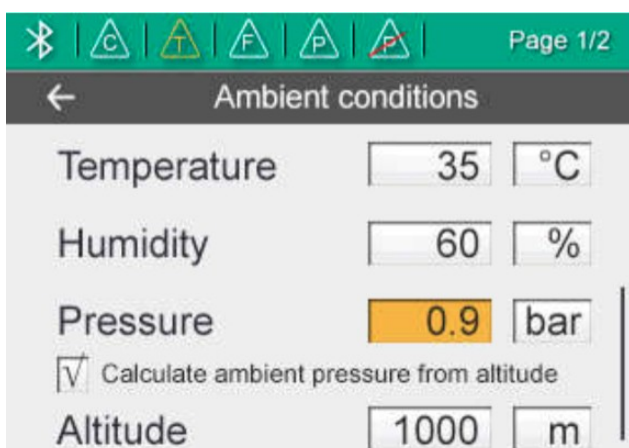 C T F P F Page 1/2
Ambient conditions
Temperature 35 °C
Humidity 60 %
Pressure 0.9 bar
√ Calculate ambient pressure from altitude
Altitude 1000 m